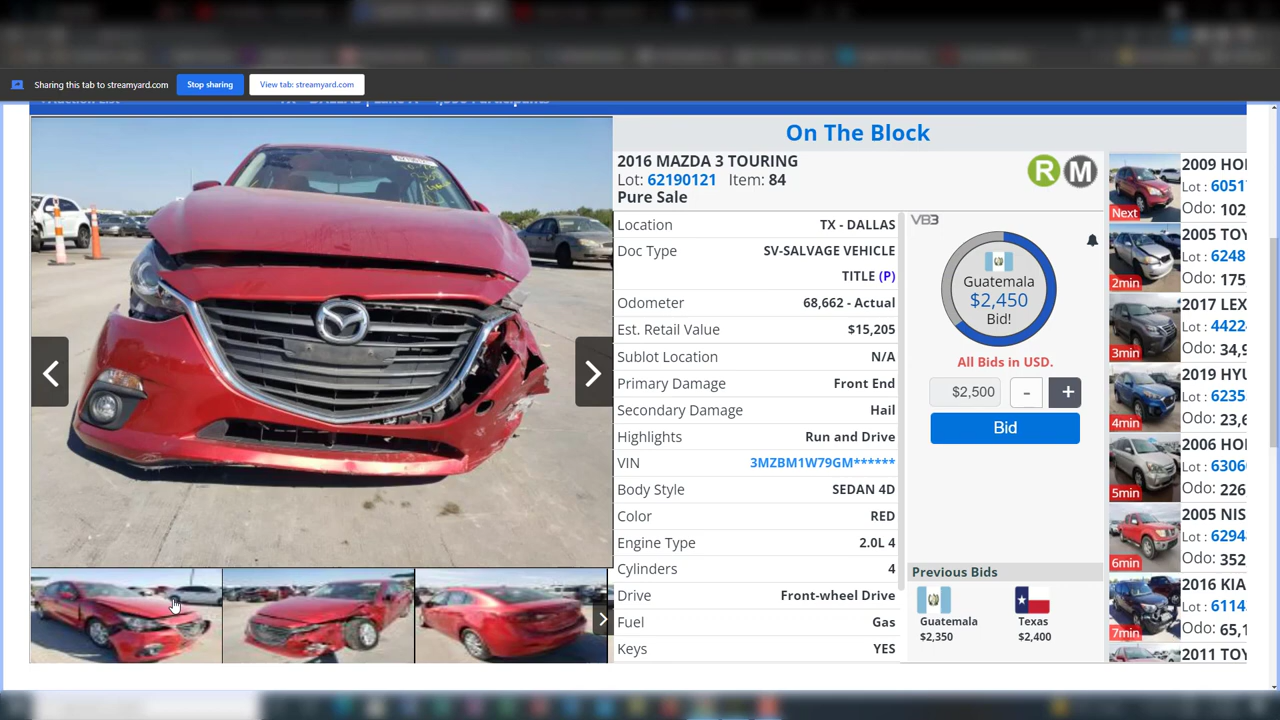 Sharing this tab to streamyard.com
Stop sharing
View tab: streamyard.com
On The Block
2016 MAZDA 3 TOURING
Lot: 62190121 Item: 84
Pure Sale
R M
Location TX - DALLAS
Doc Type SV-SALVAGE VEHICLE
TITLE (P)
Odometer 68,662 - Actual
Est. Retail Value $15,205
Sublot Location N/A
Primary Damage Front End
Secondary Damage Hail
Highlights Run and Drive
VIN 3MZBM1W79GM******
Body Style SEDAN 4D
Color RED
Engine Type 2.0L 4
Cylinders 4
Drive Front-wheel Drive
Fuel Gas
Keys YES
VB3
Guatemala
$2,450
Bid!
All Bids in USD.
$2,500 - +
Bid
Previous Bids
Guatemala
$2,350
Texas
$2,400
2009 HO
Lot : 6051
Odo: 102
Next
2005 TOY
Lot : 6248
Odo: 175
2min
2017 LEX
Lot : 4422
Odo: 34,9
3min
2019 HYU
Lot : 6235
Odo: 23,6
4min
2006 HO
Lot : 6306
Odo: 226
5min
2005 NIS
Lot : 6294
Odo: 352
6min
2016 KIA
Lot : 6114
Odo: 65,1
7min
2011 TOY